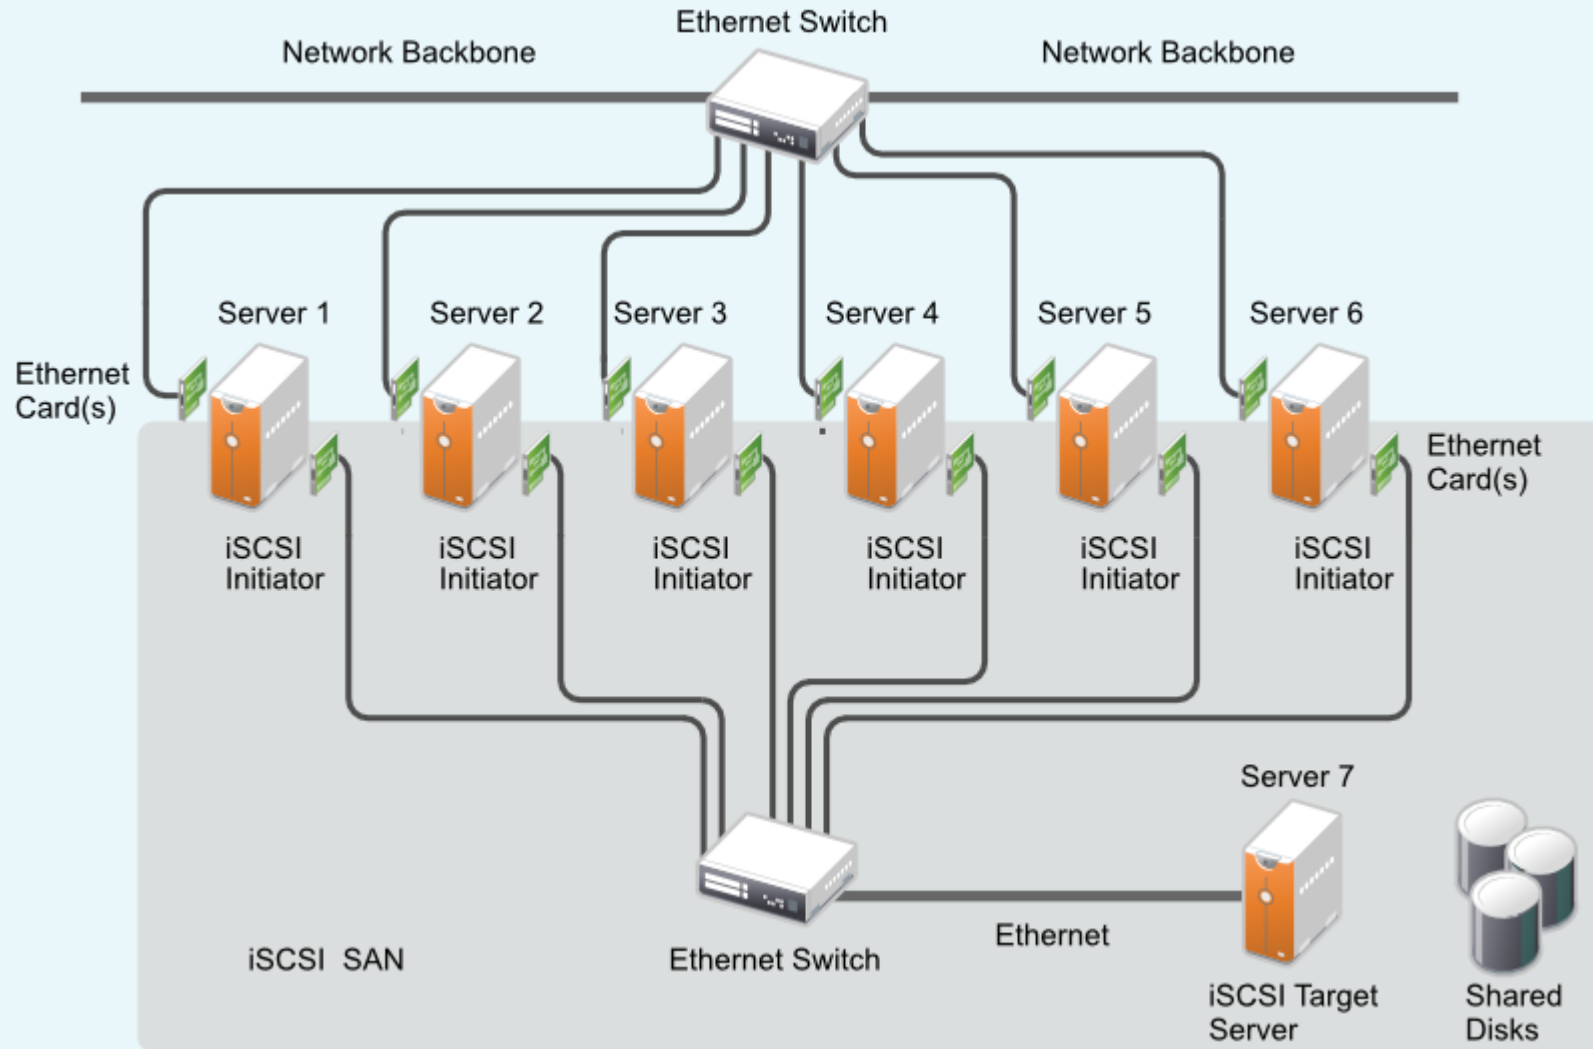 Ethernet Switch
Network Backbone
Network Backbone
Server 1
Server 2
Server 3
Server 4
Server 5
Server 6
Ethernet
Card(s)
Ethernet
Card(s)
iSCSI
Initiator
iSCSI
Initiator
iSCSI
Initiator
iSCSI
Initiator
iSCSI
Initiator
iSCSI
Initiator
Server 7
Ethernet
iSCSI SAN
Ethernet Switch
iSCSI Target
Server
Shared
Disks